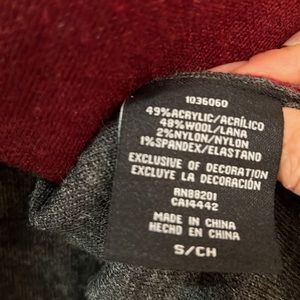 1036060
49%ACRYLIC/ACRÍLICO
48%WOOL/LANA
2%NYLON/NYLON
1%SPANDEX/ELASTANO
EXCLUSIVE OF DECORATION
EXCLUYE LA DECORACIÓN
RN88201
CA14442
MADE IN CHINA
HECHO EN CHINA
S/CH